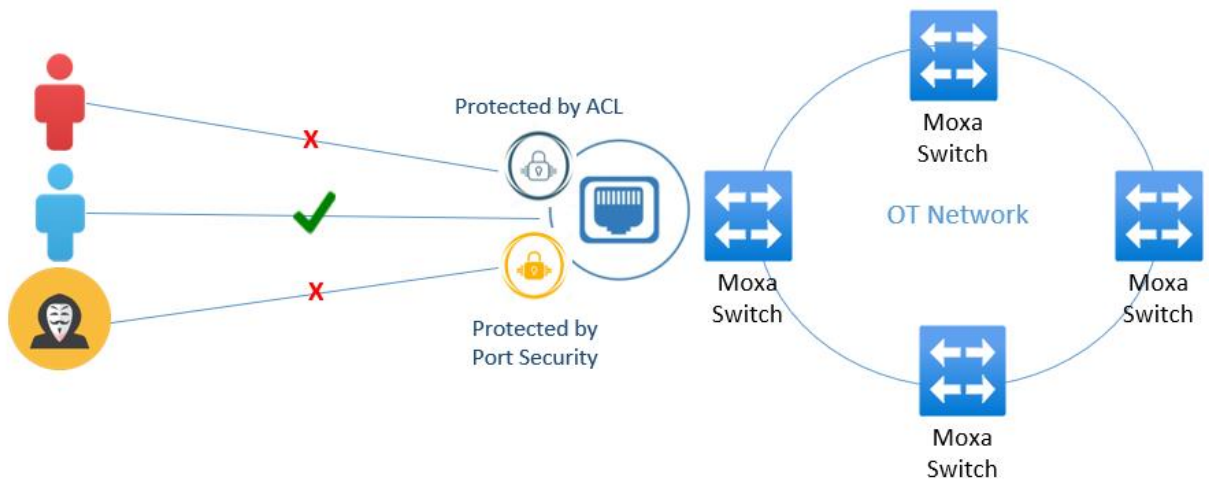 Protected by ACL
X
X
Protected by
Port Security
Moxa
Switch
OT Network
Moxa
Switch
Moxa
Switch
Moxa
Switch